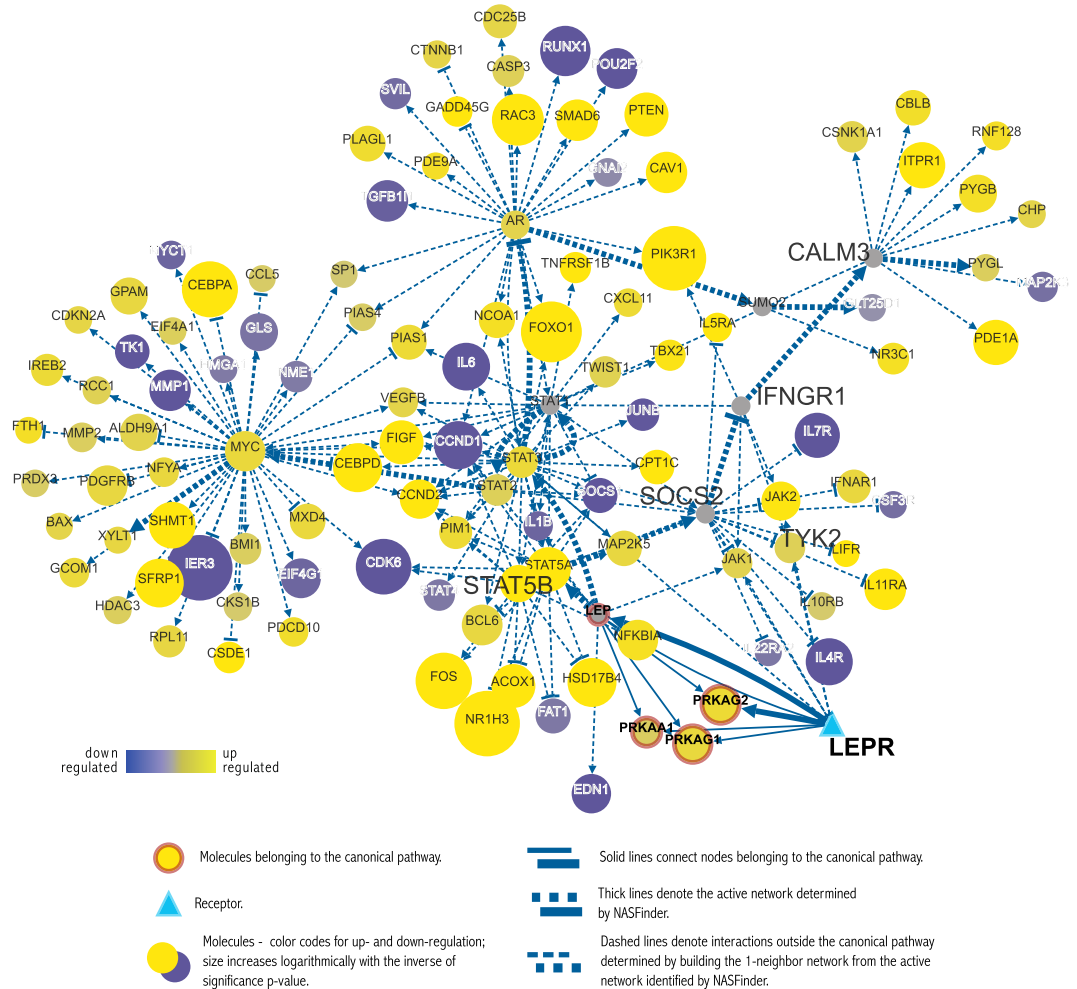 CDC25B
CTNNB1
RUNX1
CASP3
POU2F2
SVIL
GADD45G
RAC3
SMAD6
PTEN
CBLB
CSNK1A1
RNF128
PLAGL1
PDE9A
GNAI2
CAV1
ITPR1
PYGB
TGFB1I1
CHP
AR
CALM3
PIK3R1
TNFRSF1B
SP1
CCL5
CEBPA
PYGL
GPAM
CXCL11
SUMO2
CDKN2A
EIF4A1
GLS
PIAS4
NCOA1
FOXO1
IL5RA
PDE1A
TK1
PIAS1
TBX21
NR3C1
IREB2
RCC1
MMP1
IL6
TWIST1
VEGFB
IFNGR1
JUNB
FTH1
MMP2
ALDH9A1
MYC
FIGF
CCND1
IL7R
CEBPD
STAT3
CPT1C
PRDX3
PDGFRB
NFYA
STAT2
CCND2
SOCS2
JAK2
IFNAR1
BAX
XYLT1
SHMT1
MXD4
PIM1
IL1B
MAP2K5
TYK2
LIFR
GCOM1
BMI1
IER3
EIF4G1
CDK6
STAT5A
JAK1
SFRP1
STAT5B
IL11RA
HDAC3
CKS1B
LEP
IL10RB
RPL11
CSDE1
PDCD10
BCL6
NFKBIA
IL4R
FOS
ACOX1
HSD17B4
NR1H3
FAT1
PRKAG2
PRKAA1
PRKAG1
LEPR
EDN1
down
regulated
up
regulated
Molecules belonging to the canonical pathway.
Receptor.
Molecules - color codes for up- and down-regulation;
size increases logarithmically with the inverse of
significance p-value.
Solid lines connect nodes belonging to the canonical pathway.
Thick lines denote the active network determined
by NASFinder.
Dashed lines denote interactions outside the canonical pathway
determined by building the 1-neighbor network from the active
network identified by NASFinder.